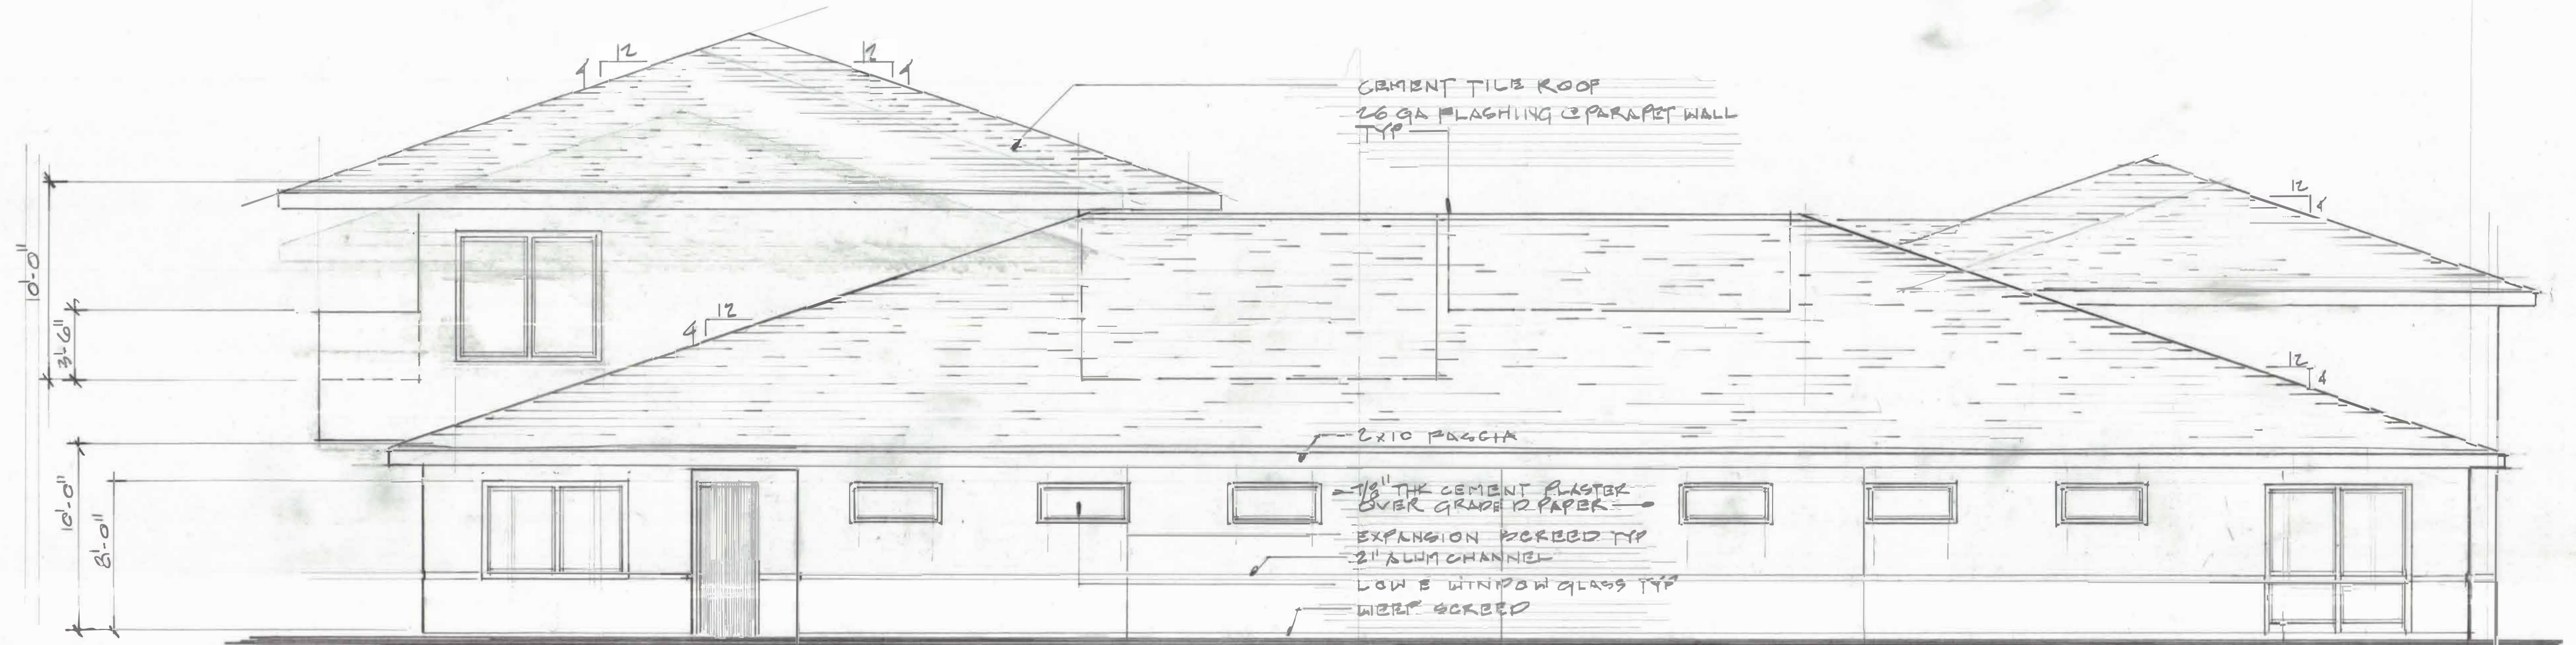 12
4
12
4
CEMENT TILE ROOF
26 GA FLASHING @ PARAPET WALL
TYP
12
4
10'-0"
3'-6"
12
4
12
4
2x10 FASCIA
10'-0"
8'-0"
7/8" THK CEMENT PLASTER
OVER GRADE D PAPER
EXPANSION SCREED TYP
2" ALUM CHANNEL
LOW E WINDOW GLASS TYP
WEEP SCREED